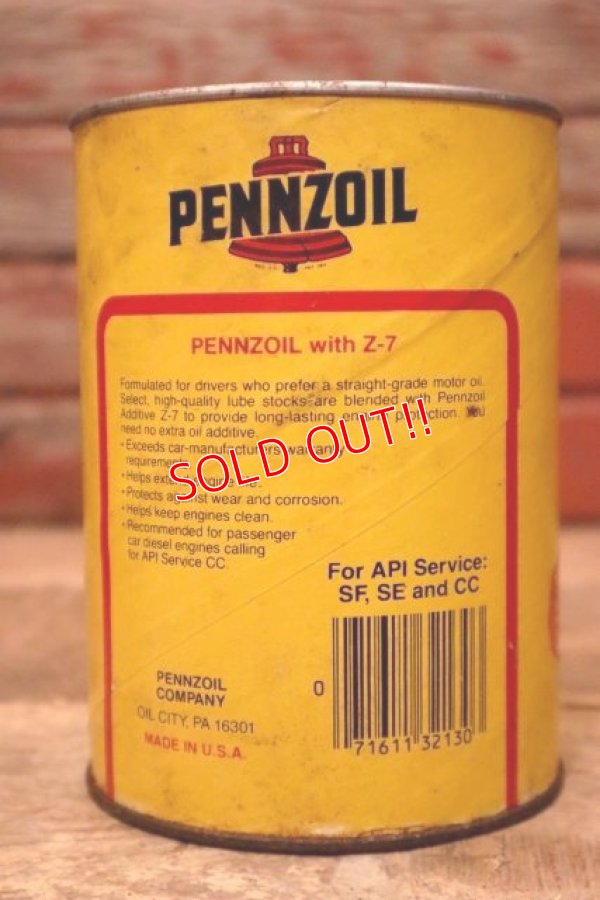 PENNZOIL
PENNZOIL with Z-7
Formulated for drivers who prefer a straight-grade motor oil.
Select, high-quality lube stocks are blended with Pennzoil
Additive Z-7 to provide long-lasting engine protection. You
need no extra oil additive.
• Exceeds car-manufacturers warranty
requirements.
• Helps extend engine life.
• Protects against wear and corrosion.
• Helps keep engines clean.
• Recommended for passenger
car diesel engines calling
for API Service CC.
SOLD OUT!!
For API Service:
SF, SE and CC
0 71611 32130
PENNZOIL
COMPANY
OIL CITY, PA 16301
MADE IN U.S.A.